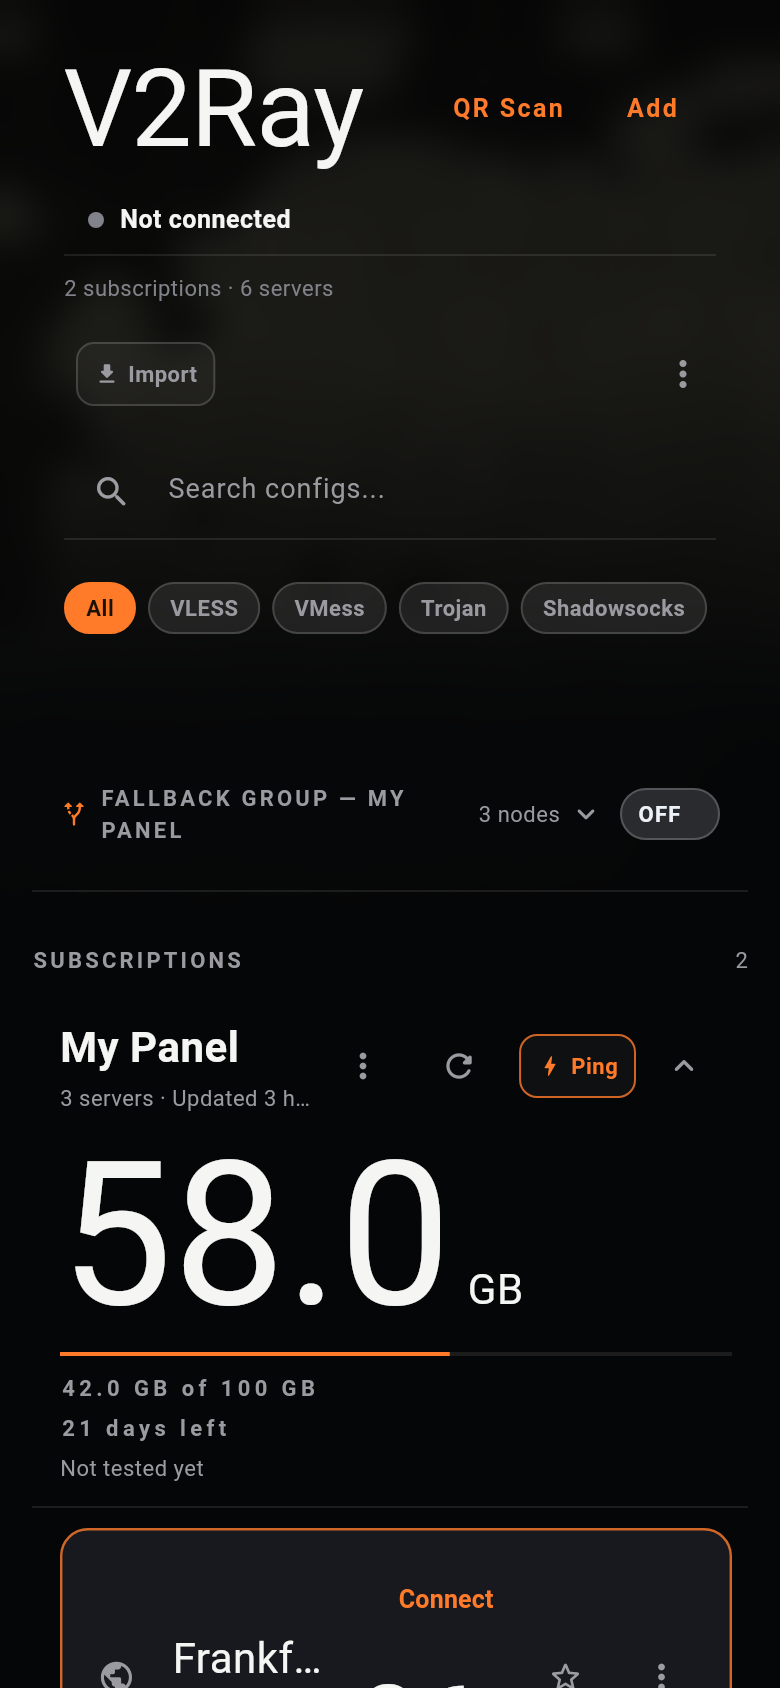 V2Ray
QR Scan
Add
Not connected
2 subscriptions · 6 servers
Import
Search configs...
All
VLESS
VMess
Trojan
Shadowsocks
FALLBACK GROUP — MY
PANEL
3 nodes
OFF
SUBSCRIPTIONS
2
My Panel
3 servers · Updated 3 h...
Ping
58.0 GB
42.0 GB of 100 GB
21 days left
Not tested yet
Connect
Frankf...